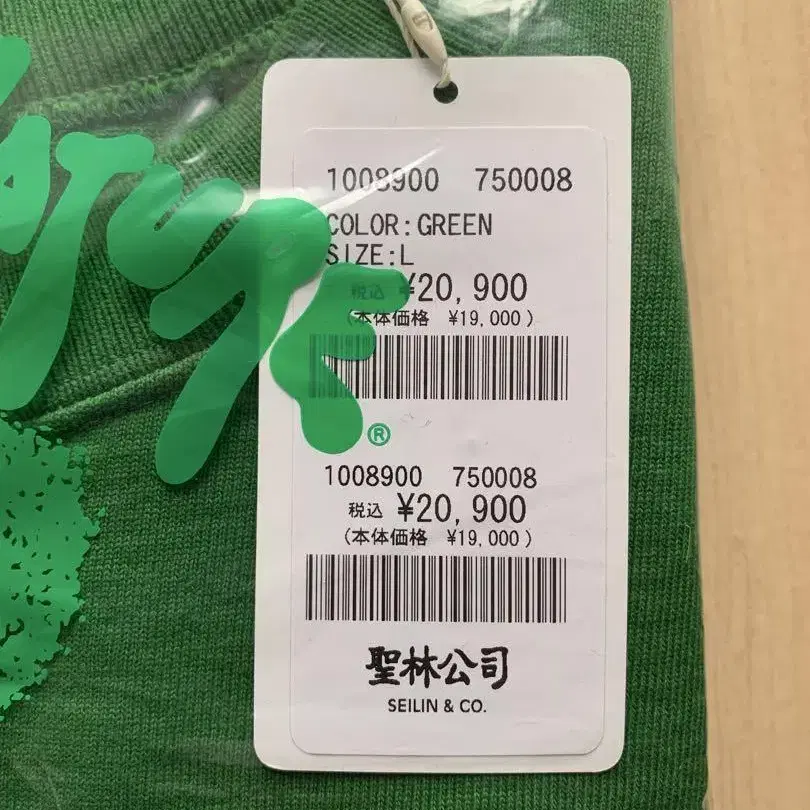 1008900 750008
COLOR:GREEN
SIZE:L
税込 ¥20,900
(本体価格 ¥19,000)
®
1008900 750008
税込 ¥20,900
(本体価格 ¥19,000)
聖林公司
SEILIN & CO.